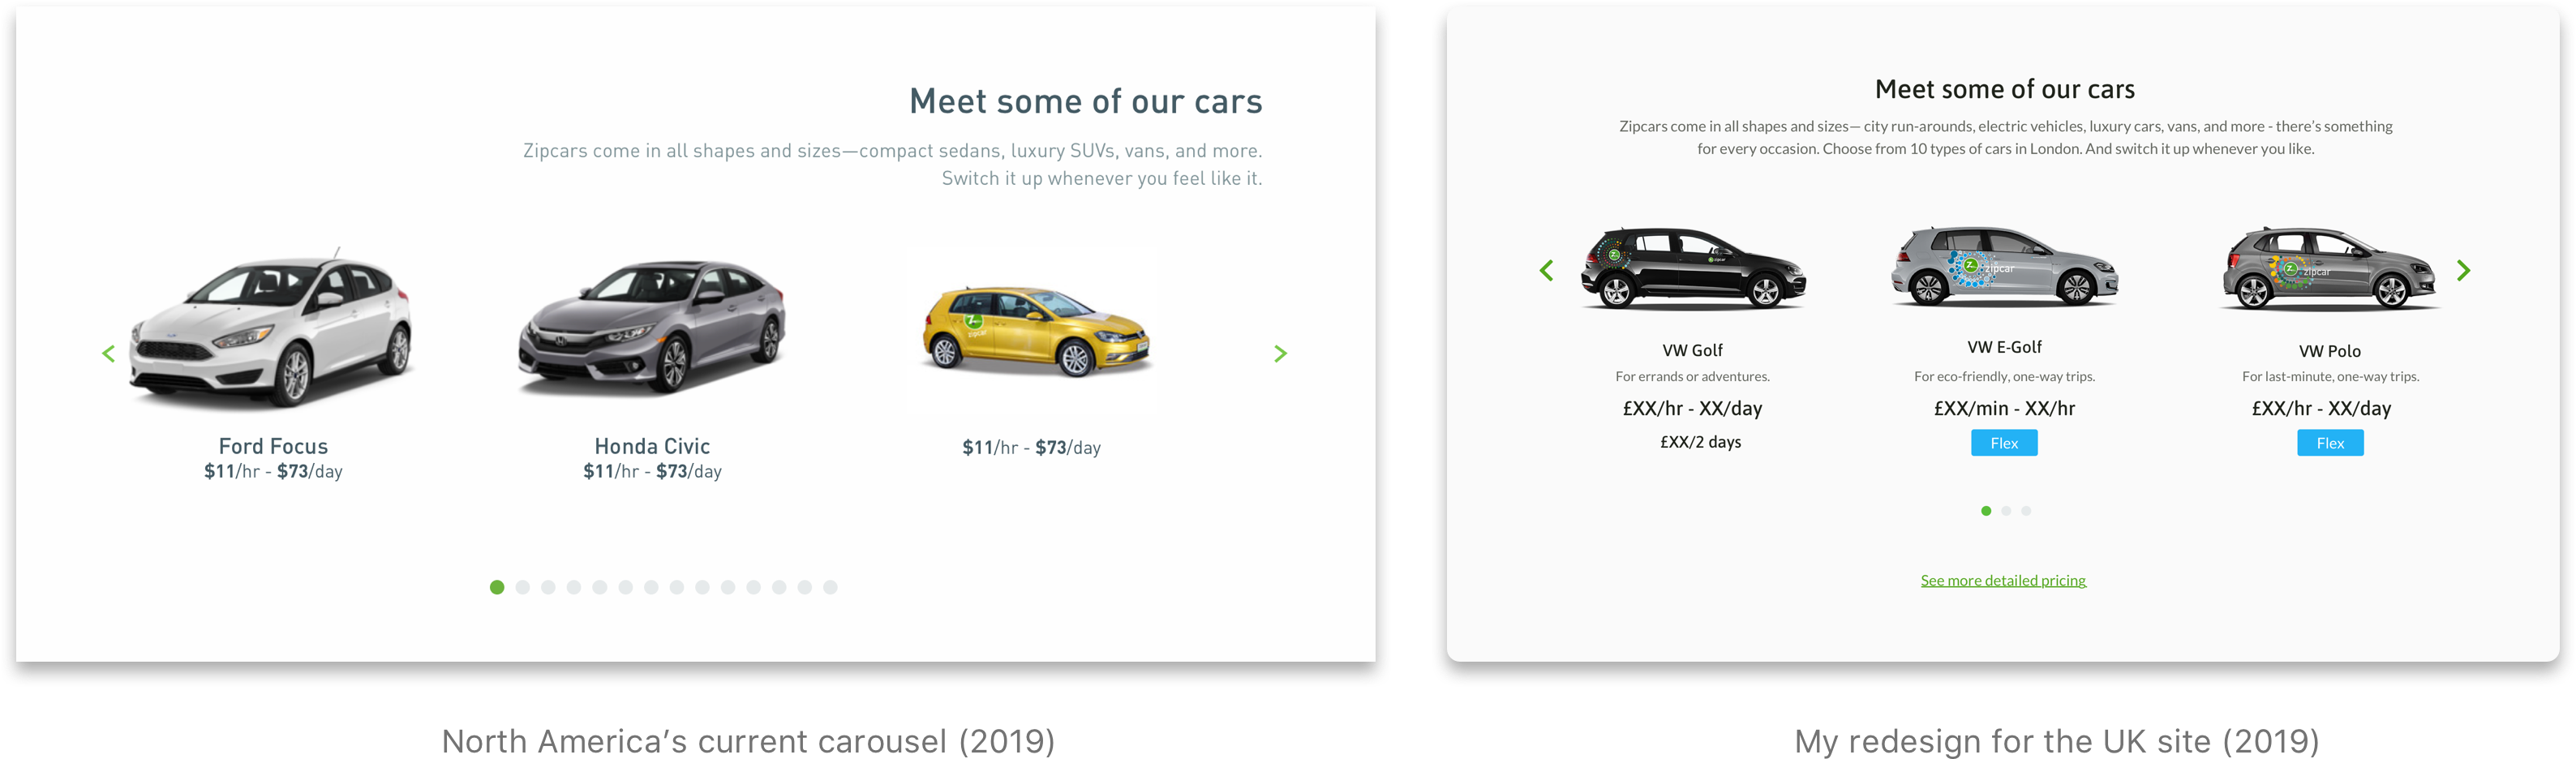 Meet some of our cars
Zipcars come in all shapes and sizes—compact sedans, luxury SUVs, vans, and more.
Switch it up whenever you feel like it.
zipcar
Ford Focus
$11/hr - $73/day
Honda Civic
$11/hr - $73/day
$11/hr - $73/day
North America's current carousel (2019)
Meet some of our cars
Zipcars come in all shapes and sizes— city run-arounds, electric vehicles, luxury cars, vans, and more - there's something
for every occasion. Choose from 10 types of cars in London. And switch it up whenever you like.
zipcar
zipcar
zipcar
VW Golf
For errands or adventures.
£XX/hr - XX/day
£XX/2 days
VW E-Golf
For eco-friendly, one-way trips.
£XX/min - XX/hr
Flex
VW Polo
For last-minute, one-way trips.
£XX/hr - XX/day
Flex
See more detailed pricing
My redesign for the UK site (2019)